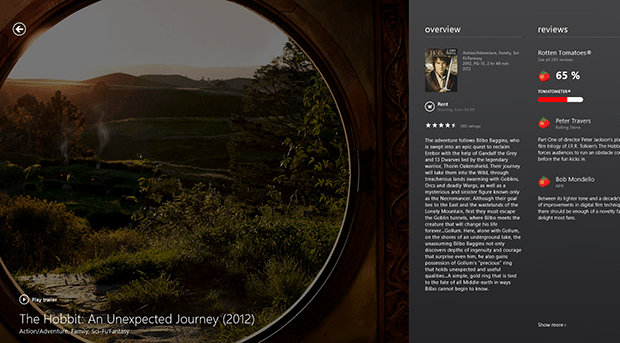 overview
Action/Adventure, Family, Sci-
Fi/Fantasy
2012, PG-13, 2 hr 49 min
[CC]
Rent
Starting from $4.99
ratings
The adventure follows Bilbo Baggins, who
is swept into an epic quest to reclaim
Erebor with the help of Gandalf the Grey
and 13 Dwarves led by the legendary
warrior, Thorin Oakenshield. Their journey
will take them into the Wild, through
treacherous lands swarming with Goblins,
Orcs and deadly Wargs, as well as a
mysterious and sinister figure known only
as the Necromancer. Although their goal
lies to the East and the wastelands of the
Lonely Mountain, first they must escape
the Goblin tunnels, where Bilbo meets the
creature that will change his life
forever...Gollum. Here, alone with Gollum,
on the shores of an underground lake, the
unassuming Bilbo Baggins not only
discovers depths of ingenuity and courage
that surprise even him, he also gains
possession of Gollum's "precious" ring
that holds unexpected and useful
qualities...A simple, gold ring that is tied
to the fate of all Middle-earth in ways
Bilbo cannot begin to know.
reviews
Rotten Tomatoes®
See all 265 reviews
65 %
TOMATOMETER®
Peter Travers
Rolling Stone
Part One of director Peter Jackson's pla
film trilogy of J.R.R. Tolkien's The Hobb
forces audiences to run an obstacle co
before the fun kicks in.
Bob Mondello
NPR
Between its lighter tone and a decade'
of improvements in digital film techniqu
there should be enough of a novelty fa
delight most fans.
Show more ›
Play trailer
The Hobbit: An Unexpected Journey (2012)
Action/Adventure, Family, Sci-Fi/Fantasy